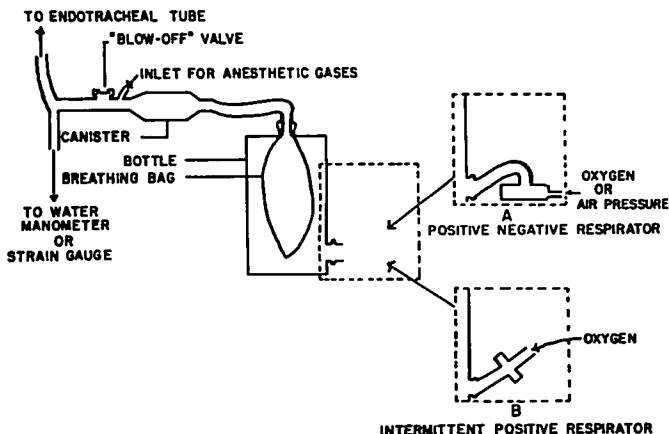 TO ENDOTRACHEAL TUBE
"BLOW-OFF" VALVE
INLET FOR ANESTHETIC GASES
CANISTER
BOTTLE
BREATHING BAG
TO WATER
MANOMETER
OR
STRAIN GAUGE
OXYGEN
OR
AIR PRESSURE
A
POSITIVE NEGATIVE RESPIRATOR
OXYGEN
B
INTERMITTENT POSITIVE RESPIRATOR